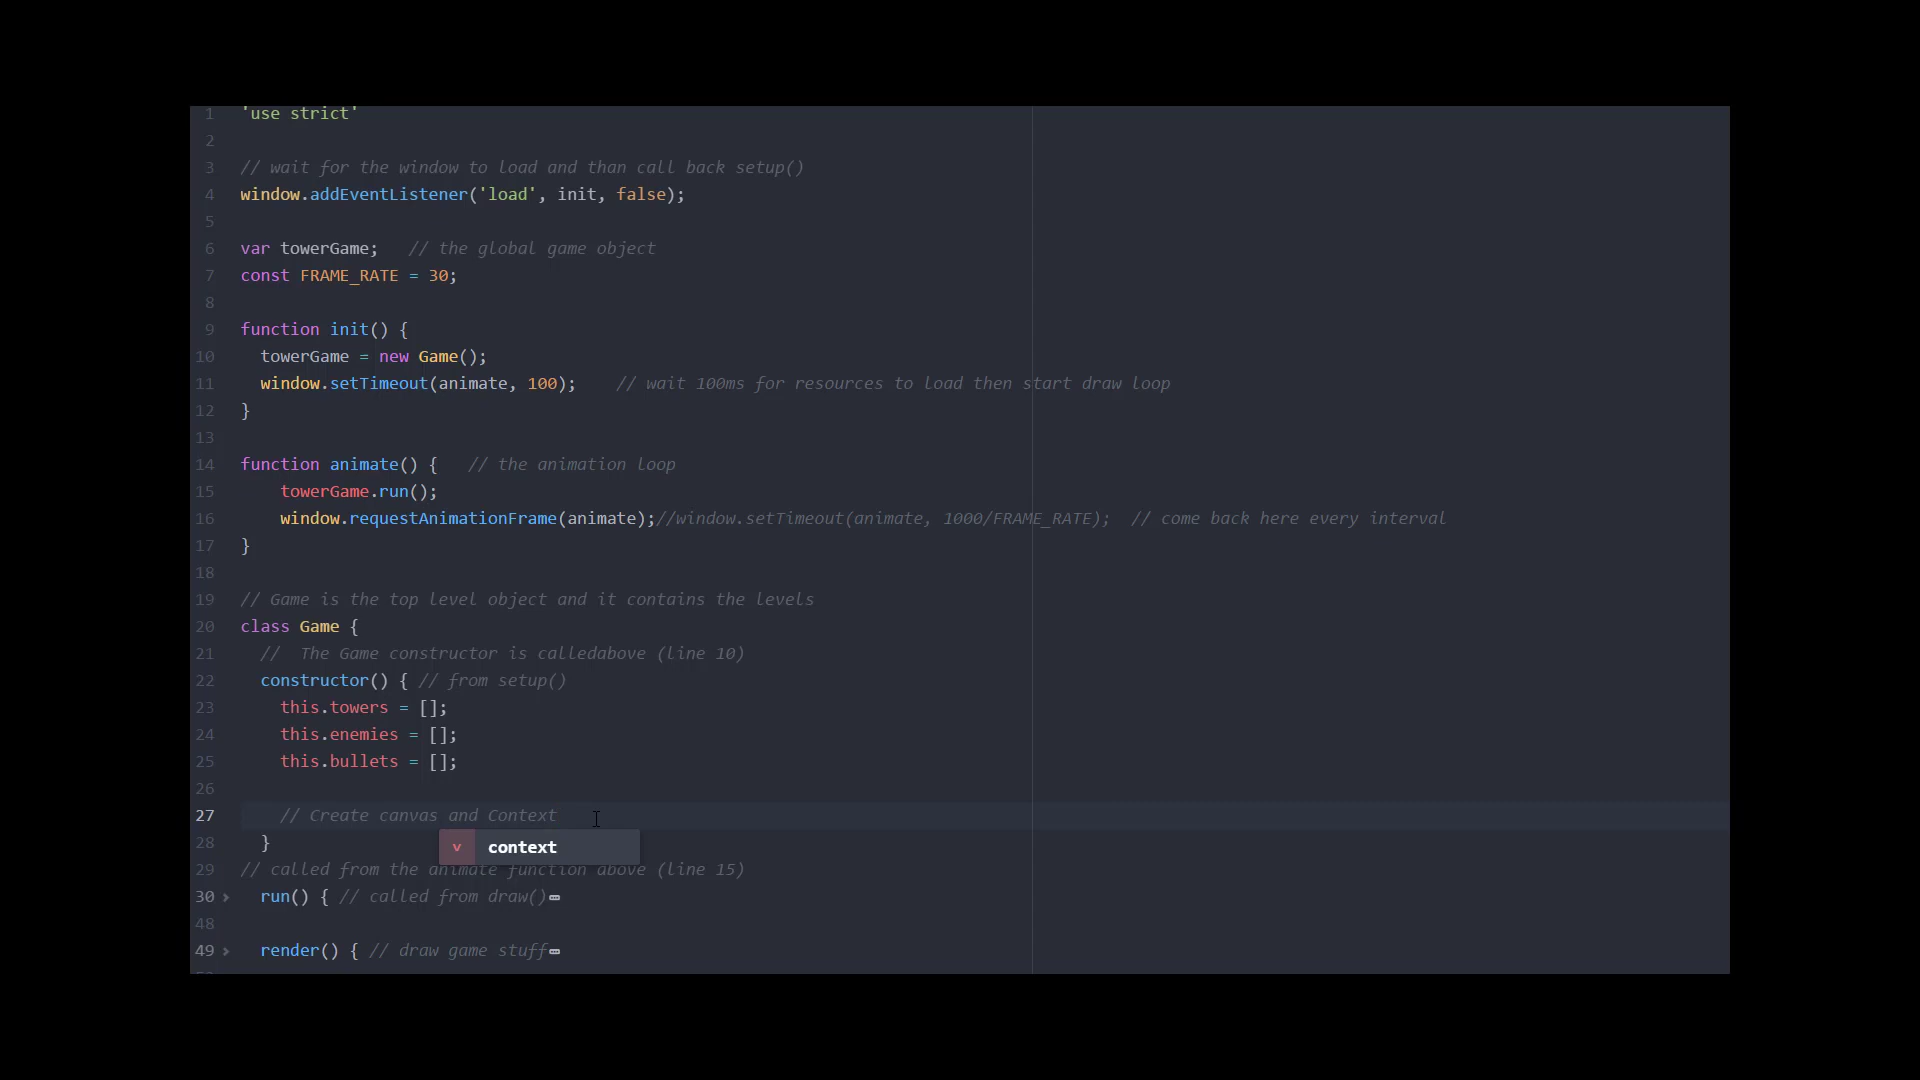 1 'use strict'
2
3 // wait for the window to load and than call back setup()
4 window.addEventListener('load', init, false);
5
6 var towerGame;   // the global game object
7 const FRAME_RATE = 30;
8
9 function init() {
10   towerGame = new Game();
11   window.setTimeout(animate, 100);    // wait 100ms for resources to load then start draw loop
12 }
13
14 function animate() {   // the animation loop
15     towerGame.run();
16     window.requestAnimationFrame(animate);//window.setTimeout(animate, 1000/FRAME_RATE);  // come back here every interval
17 }
18
19 // Game is the top level object and it contains the levels
20 class Game {
21   //  The Game constructor is calledabove (line 10)
22   constructor() { // from setup()
23     this.towers = [];
24     this.enemies = [];
25     this.bullets = [];
26
27     // Create canvas and Context
28   }
v context
29 // called from the animate function above (line 15)
30   run() { // called from draw()
48
49   render() { // draw game stuff